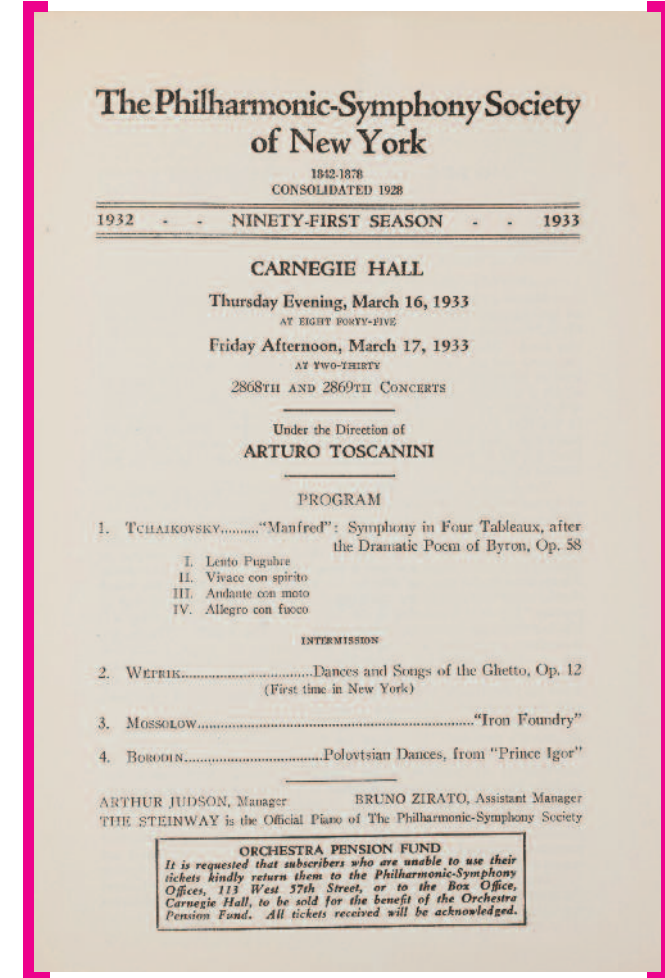 The Philharmonic-Symphony Society
of New York
1842-1878
CONSOLIDATED 1928
1932 - - NINETY-FIRST SEASON - - 1933
CARNEGIE HALL
Thursday Evening, March 16, 1933
AT EIGHT FORTY-FIVE
Friday Afternoon, March 17, 1933
AT TWO-THIRTY
2868TH AND 2869TH CONCERTS
Under the Direction of
ARTURO TOSCANINI
PROGRAM
1. TCHAIKOVSKY..........“Manfred”: Symphony in Four Tableaux, after
the Dramatic Poem of Byron, Op. 58
I. Lento Pugubre
II. Vivace con spirito
III. Andante con moto
IV. Allegro con fuoco
INTERMISSION
2. WEPRIK...................................Dances and Songs of the Ghetto, Op. 12
(First time in New York)
3. MOSSOLOW.........................................................................“Iron Foundry”
4. BORODIN.....................................Polovtsian Dances, from “Prince Igor”
ARTHUR JUDSON, Manager BRUNO ZIRATO, Assistant Manager
THE STEINWAY is the Official Piano of The Philharmonic-Symphony Society
ORCHESTRA PENSION FUND
It is requested that subscribers who are unable to use their
tickets kindly return them to the Philharmonic-Symphony
Offices, 113 West 57th Street, or to the Box Office,
Carnegie Hall, to be sold for the benefit of the Orchestra
Pension Fund. All tickets received will be acknowledged.